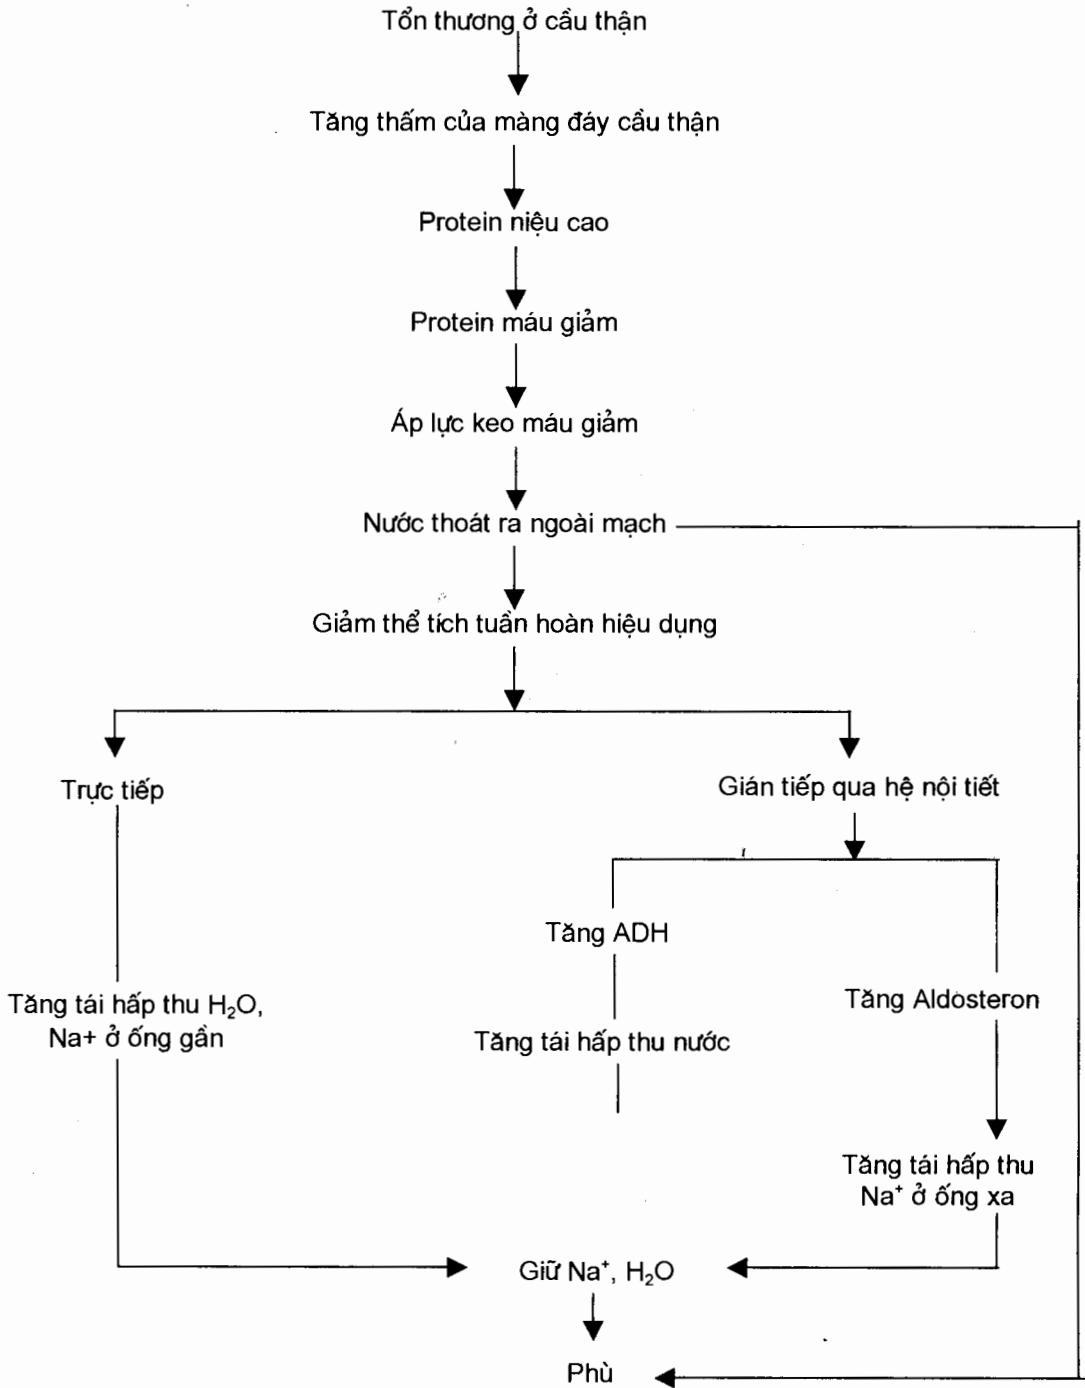 Tổn thương ở cầu thận
Tăng thấm của màng đáy cầu thận
Protein niệu cao
Protein máu giảm
Áp lực keo máu giảm
Nước thoát ra ngoài mạch
Giảm thể tích tuần hoàn hiệu dụng
Trực tiếp
Gián tiếp qua hệ nội tiết
Tăng ADH
Tăng tái hấp thu H₂O,
Na+ ở ống gần
Tăng Aldosteron
Tăng tái hấp thu nước
Tăng tái hấp thu
Na⁺ ở ống xa
Giữ Na⁺, H₂O
Phù